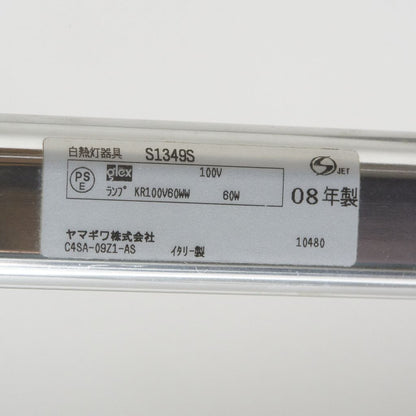 白熱灯器具 S1349S
PS E glex 100V S JET
ランプ KR100V60WW 60W 08年製
ヤマギワ株式会社 10480
C4SA-09Z1-AS イタリー製